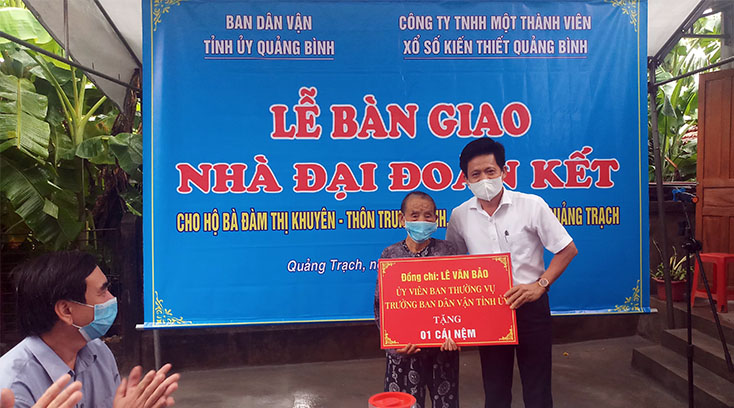 BAN DÂN VẬN
TỈNH ỦY QUẢNG BÌNH
CÔNG TY TNHH MỘT THÀNH VIÊN
XỔ SỐ KIẾN THIẾT QUẢNG BÌNH
LỄ BÀN GIAO
NHÀ ĐẠI ĐOÀN KẾT
CHO HỘ BÀ ĐÀM THỊ KHUYÊN - THÔN QUẢNG TRẠCH
Quảng Trạch,
Đồng chí: LÊ VĂN BẢO
ỦY VIÊN BAN THƯỜNG VỤ
TRƯỞNG BAN DÂN VẬN TỈNH
TẶNG
01 CÁI NỆM